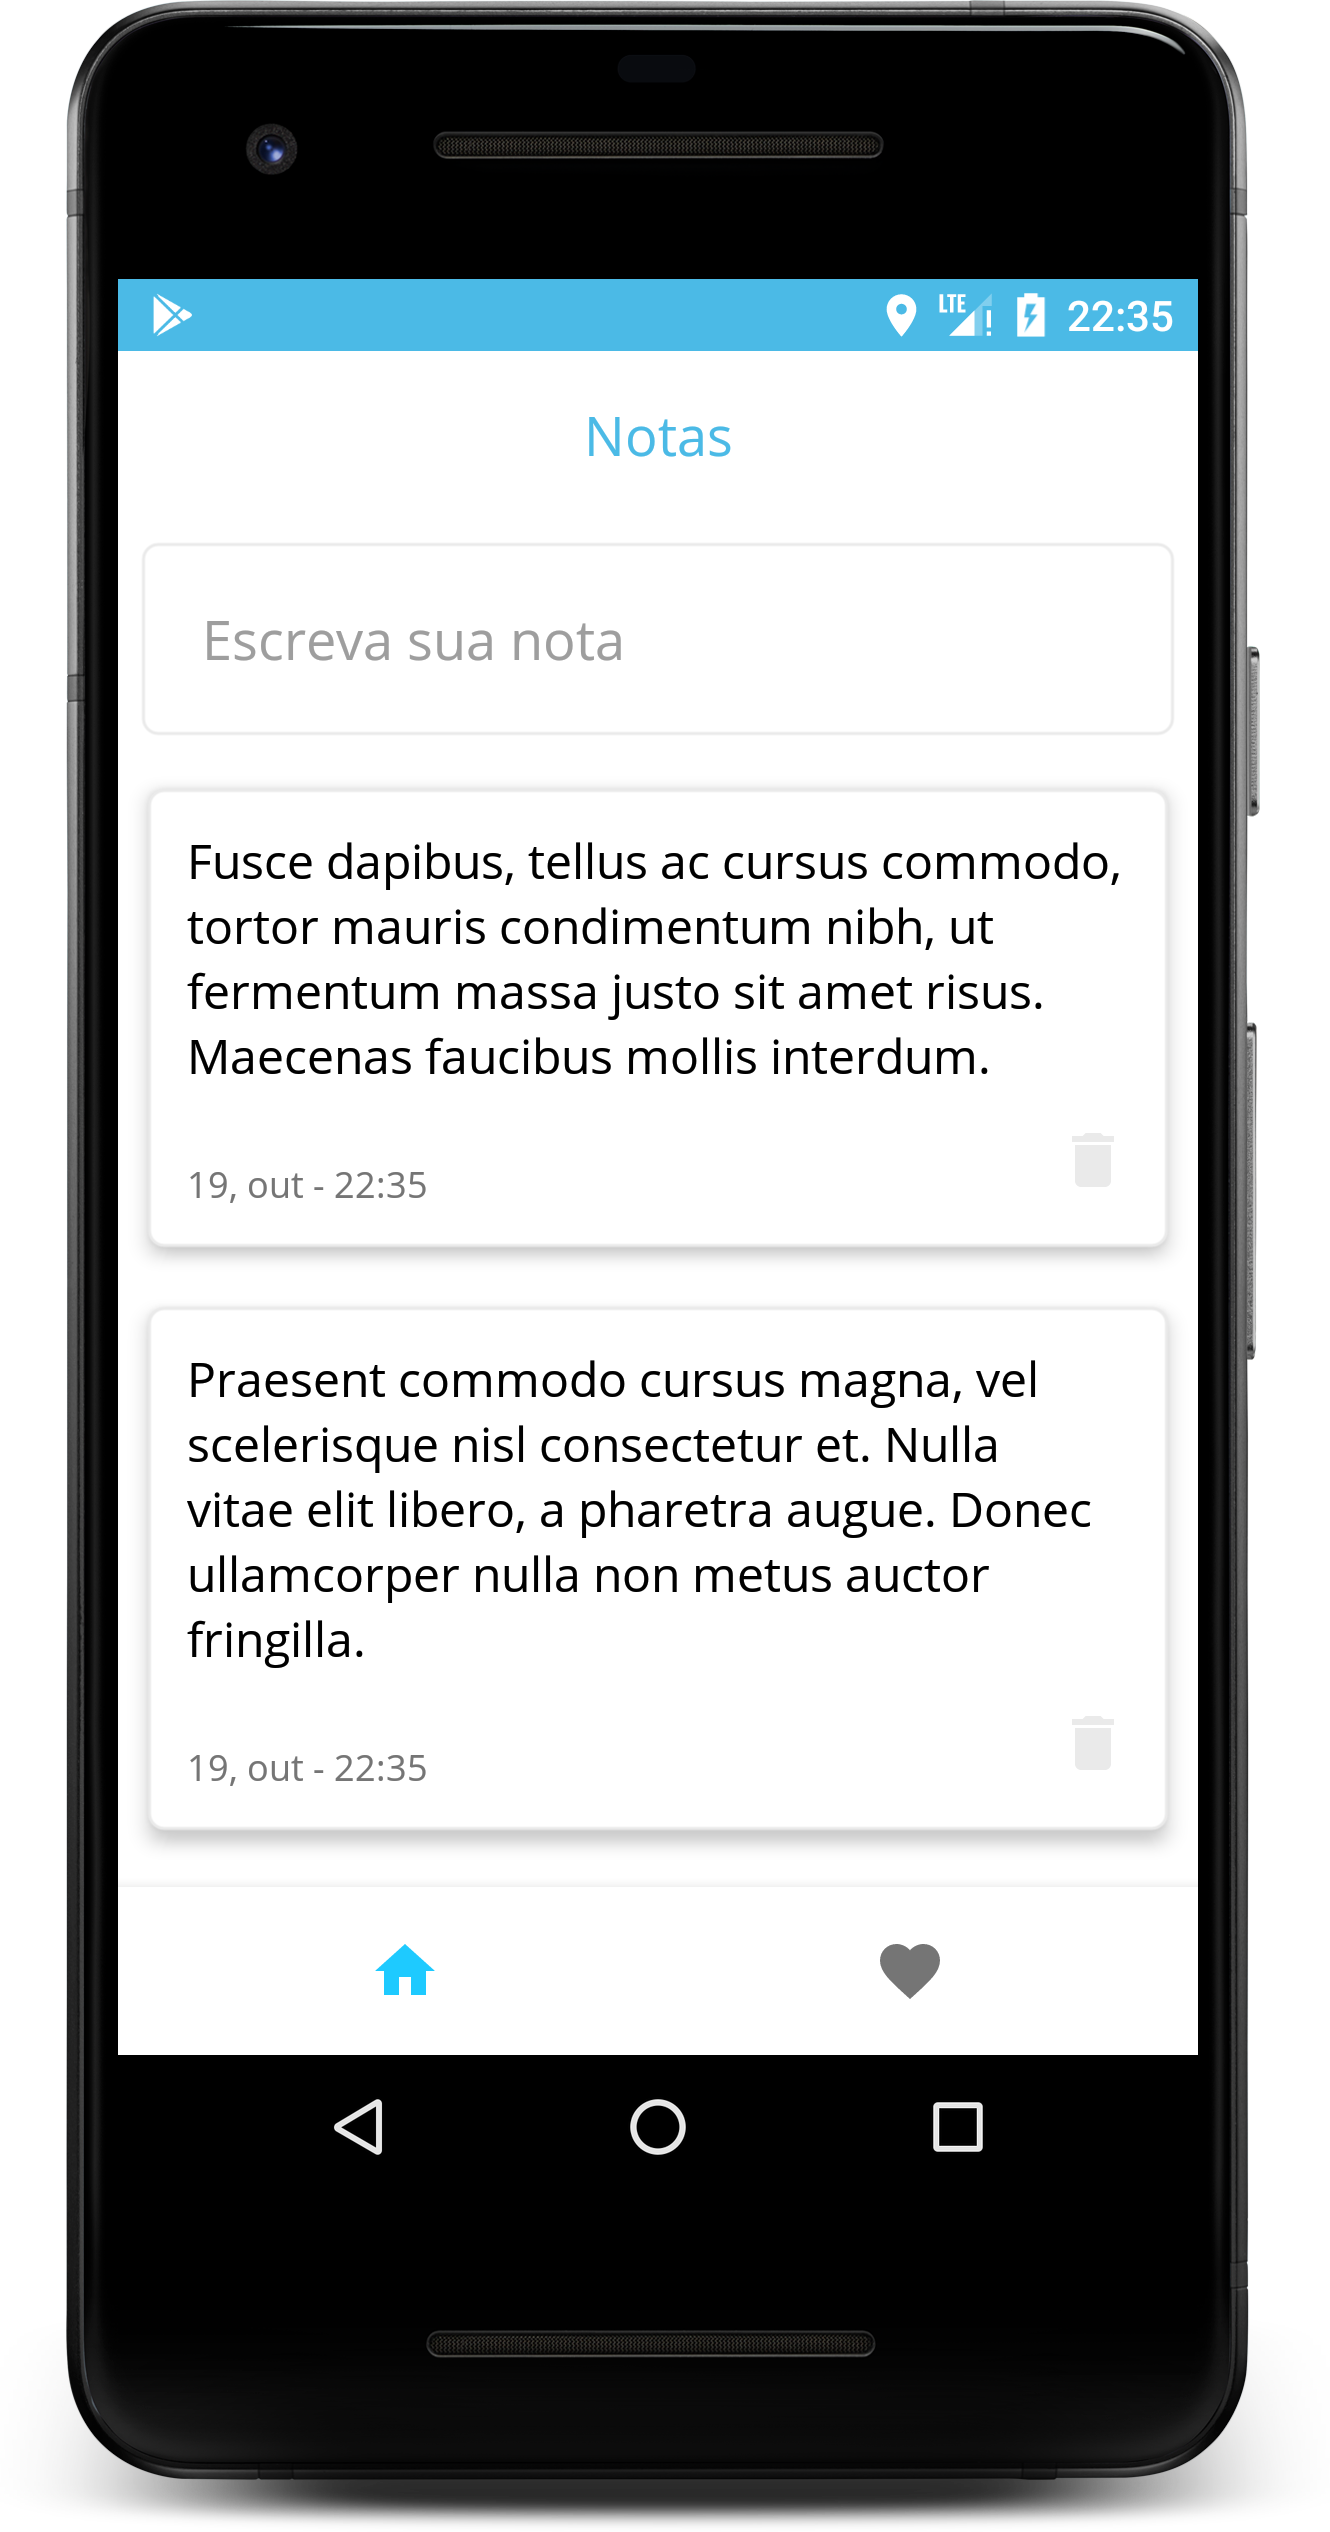 LTE 22:35
Notas
Escreva sua nota
Fusce dapibus, tellus ac cursus commodo,
tortor mauris condimentum nibh, ut
fermentum massa justo sit amet risus.
Maecenas faucibus mollis interdum.
19, out - 22:35
Praesent commodo cursus magna, vel
scelerisque nisl consectetur et. Nulla
vitae elit libero, a pharetra augue. Donec
ullamcorper nulla non metus auctor
fringilla.
19, out - 22:35